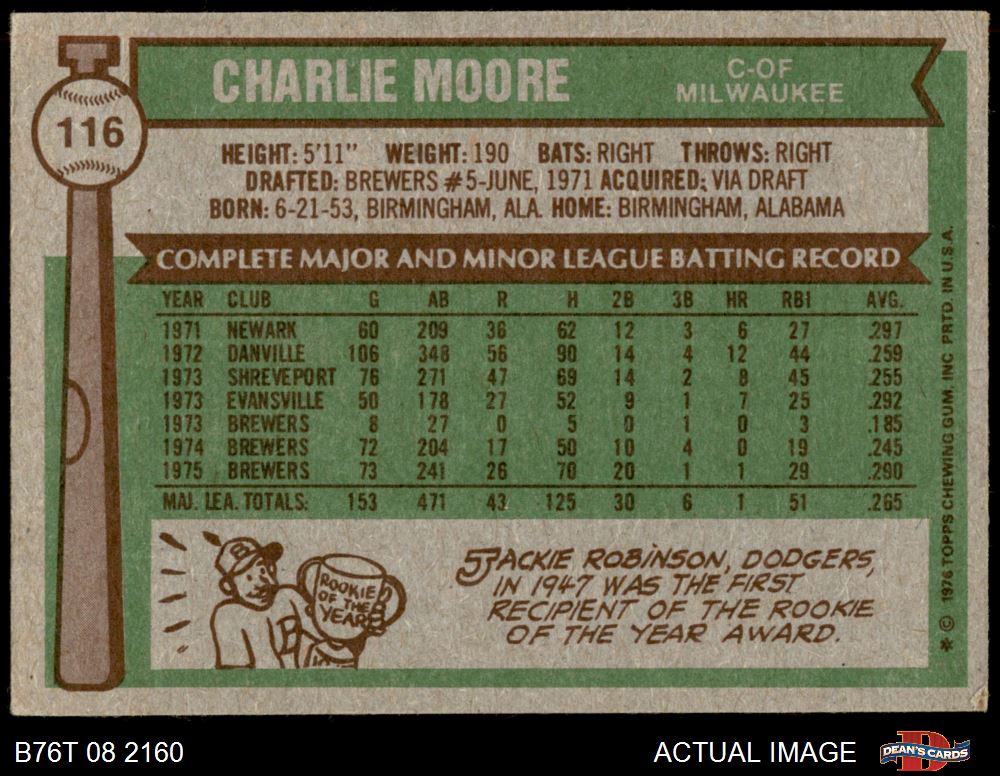 116
CHARLIE MOORE
C-OF
MILWAUKEE
HEIGHT: 5'11" WEIGHT: 190 BATS: RIGHT THROWS: RIGHT
DRAFTED: BREWERS #5-JUNE, 1971 ACQUIRED: VIA DRAFT
BORN: 6-21-53, BIRMINGHAM, ALA. HOME: BIRMINGHAM, ALABAMA
COMPLETE MAJOR AND MINOR LEAGUE BATTING RECORD
YEAR CLUB G AB R H 2B 3B HR RBI AVG.
1971 NEWARK 60 209 36 62 12 3 6 27 .297
1972 DANVILLE 106 348 56 90 14 4 12 44 .259
1973 SHREVEPORT 76 271 47 69 14 2 8 45 .255
1973 EVANSVILLE 50 178 27 52 9 1 7 25 .292
1973 BREWERS 8 27 0 5 0 1 0 3 .185
1974 BREWERS 72 204 17 50 10 4 0 19 .245
1975 BREWERS 73 241 26 70 20 1 1 29 .290
MAJ. LEA. TOTALS: 153 471 43 125 30 6 1 51 .265
B
B
ROOKIE
OF THE
YEAR
JACKIE ROBINSON, DODGERS,
IN 1947 WAS THE FIRST
RECIPIENT OF THE ROOKIE
OF THE YEAR AWARD.
* © 1976 TOPPS CHEWING GUM, INC PRTD. IN U.S.A.
B76T 08 2160
ACTUAL IMAGE
DEAN'S CARDS